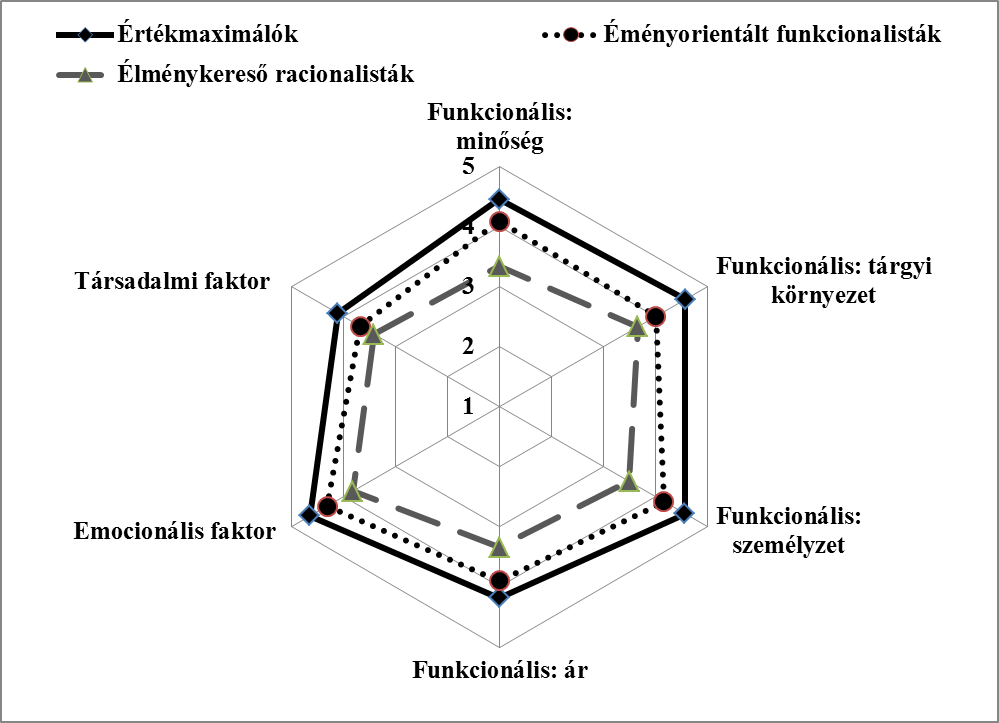 Értékmaximálók
Éményorientált funkcionalisták
Élménykereső racionalisták
Funkcionális:
minőség
5
4
3
2
1
Társadalmi faktor
Funkcionális: tárgyi
környezet
Emocionális faktor
Funkcionális:
személyzet
Funkcionális: ár